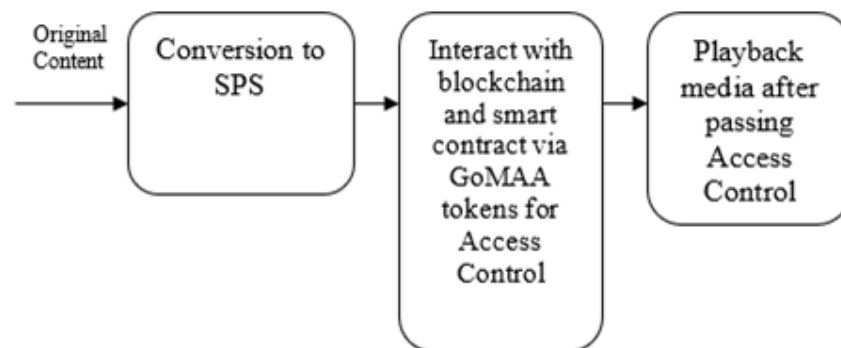 Original
Content
Conversion to
SPS
Interact with
blockchain
and smart
contract via
GoMAA
tokens for
Access
Control
Playback
media after
passing
Access
Control